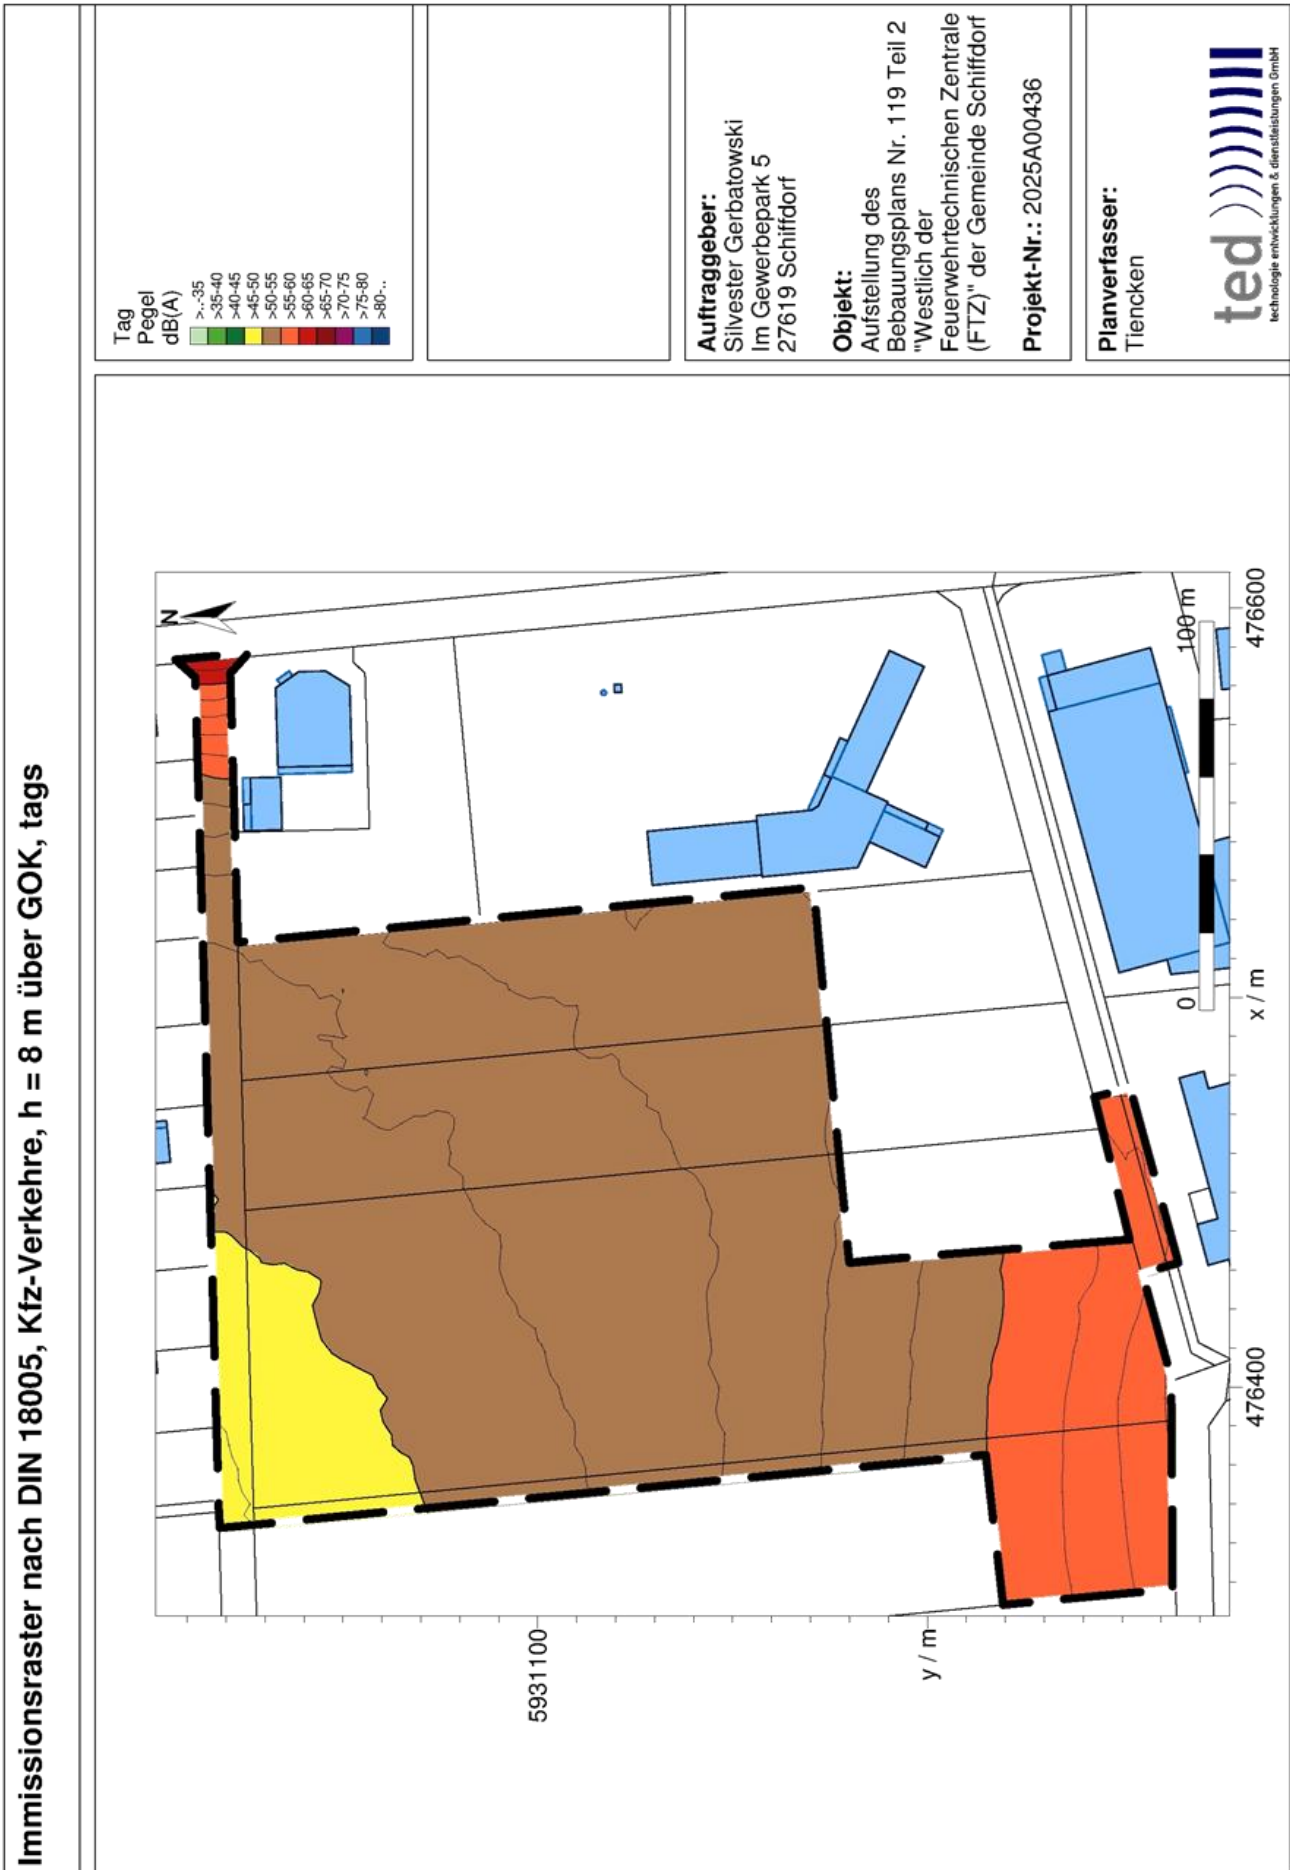 Immissionsraster nach DIN 18005, Kfz-Verkehre, h = 8 m über GOK, tags
Tag
Pegel
dB(A)
>..-35
>35-40
>40-45
>45-50
>50-55
>55-60
>60-65
>65-70
>70-75
>75-80
>80-..
Auftraggeber:
Silvester Gerbatowski
Im Gewerbepark 5
27619 Schiffdorf
Objekt:
Aufstellung des
Bebauungsplans Nr. 119 Teil 2
"Westlich der
Feuerwehrtechnischen Zentrale
(FTZ)" der Gemeinde Schiffdorf
Projekt-Nr.: 2025A00436
Planverfasser:
Tiencken
ted
technologie entwicklungen & dienstleistungen GmbH
N
5931100
y / m
476400
x / m
476600
0
100 m